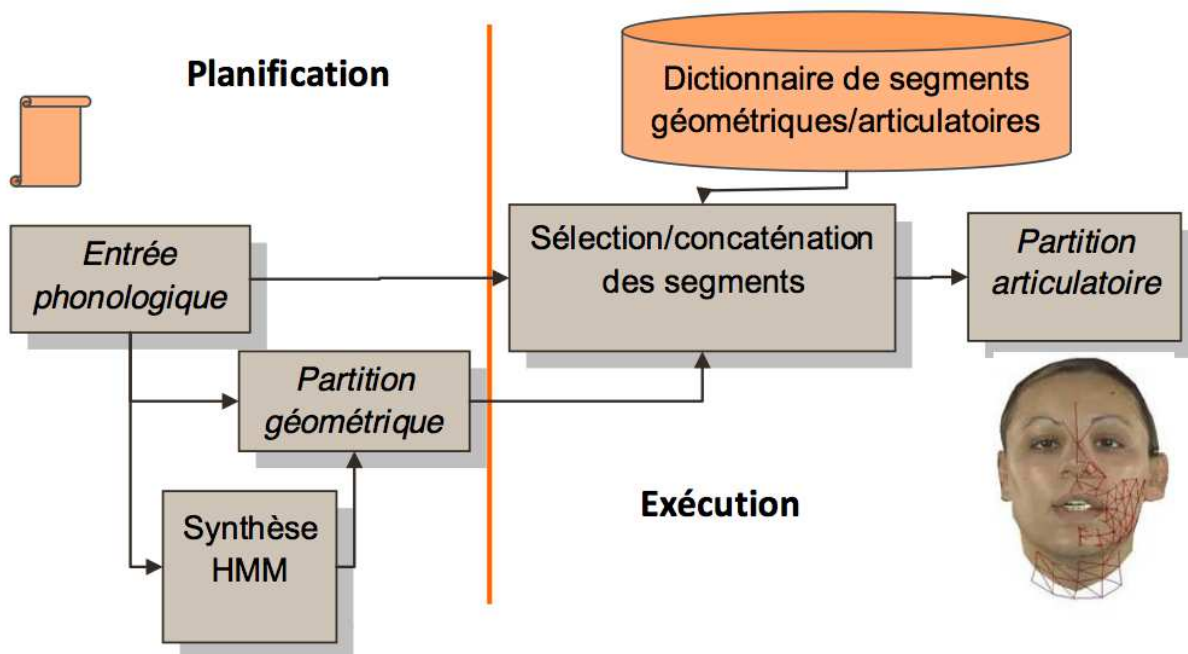 Planification
Dictionnaire de segments
géométriques/articulatoires
Entrée
phonologique
Sélection/concaténation
des segments
Partition
articulatoire
Partition
géométrique
Synthèse
HMM
Exécution